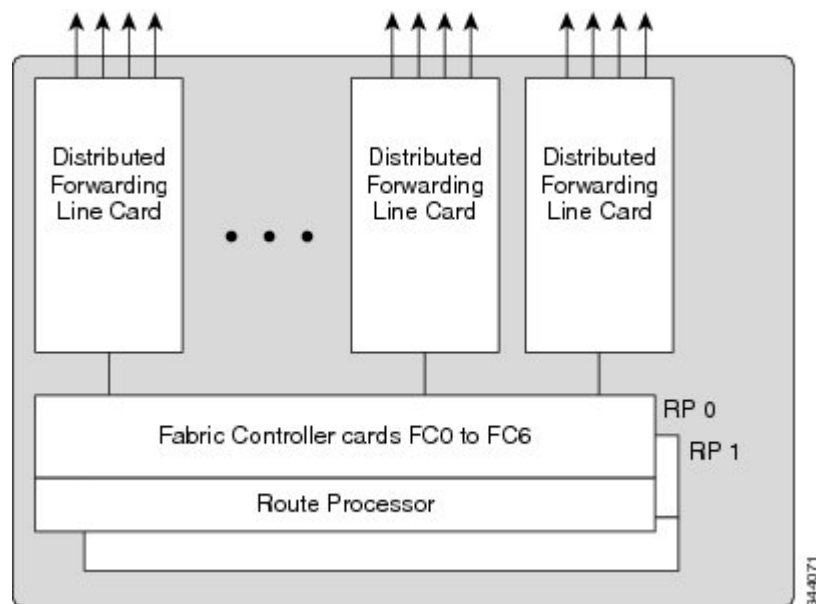 Distributed
Forwarding
Line Card
Distributed
Forwarding
Line Card
Distributed
Forwarding
Line Card
Fabric Controller cards FC0 to FC6
RP 0
RP 1
Route Processor
344071